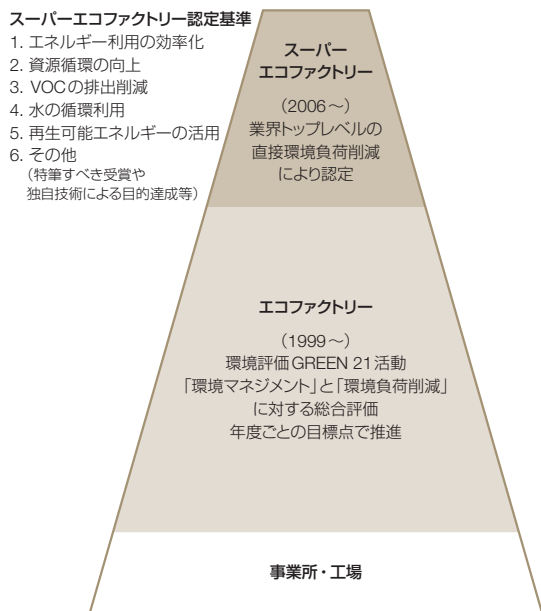 スーパーエコファクトリー認定基準
1. エネルギー利用の効率化
2. 資源循環の向上
3. VOCの排出削減
4. 水の循環利用
5. 再生可能エネルギーの活用
6. その他
（特筆すべき受賞や
独自技術による目的達成等）
スーパー
エコファクトリー
（2006～）
業界トップレベルの
直接環境負荷削減
により認定
エコファクトリー
（1999～）
環境評価GREEN 21活動
「環境マネジメント」と「環境負荷削減」
に対する総合評価
年度ごとの目標点で推進
事業所・工場